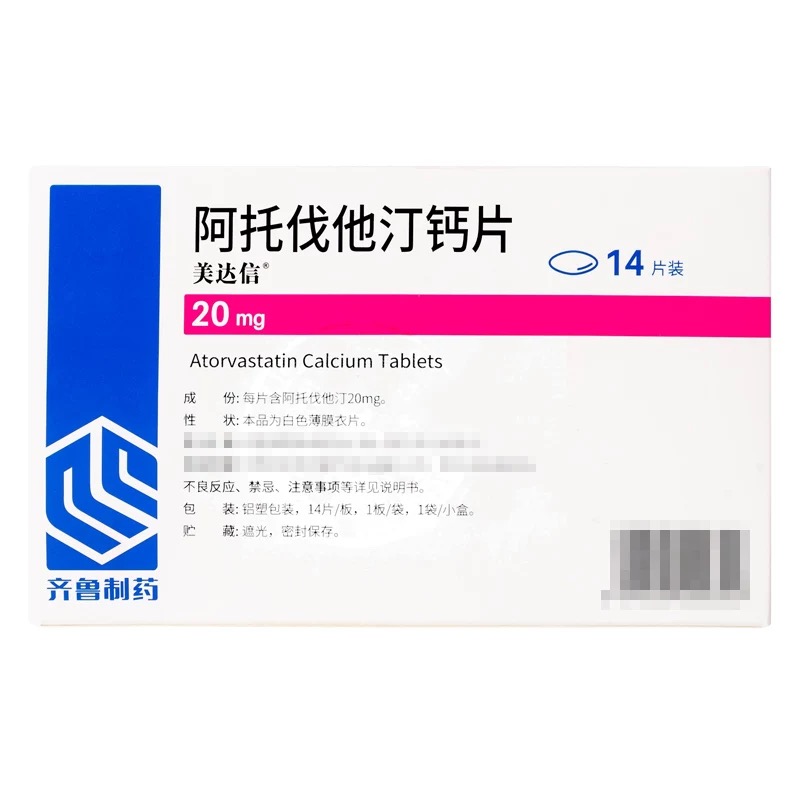 阿托伐他汀钙片
美达信®
14片装
20 mg
Atorvastatin Calcium Tablets
成 份: 每片含阿托伐他汀20mg。
性 状: 本品为白色薄膜衣片。
不良反应、禁忌、注意事项等详见说明书。
包 装: 铝塑包装，14片/板，1板/袋，1袋/小盒。
贮 藏: 遮光，密封保存。
齐鲁制药